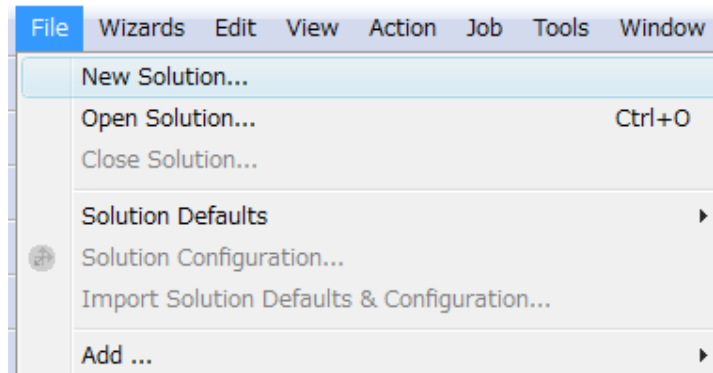 File Wizards Edit View Action Job Tools Window
New Solution...
Open Solution... Ctrl+O
Close Solution...
Solution Defaults
Solution Configuration...
Import Solution Defaults & Configuration...
Add ...